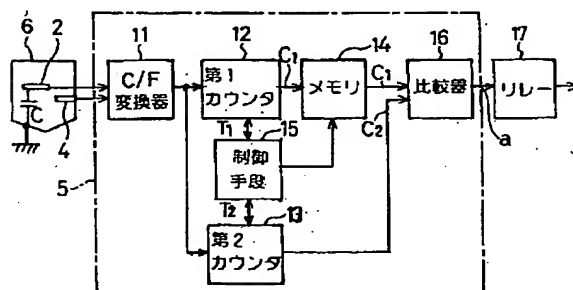 6
2
11
12
14
16
17
C/F
変換器
第1
カウンタ
C₁
メモリ
C₁
比較器
リレー
C
4
T₁
15
C₂
a
制御
手段
5
T₂
13
第2
カウンタ